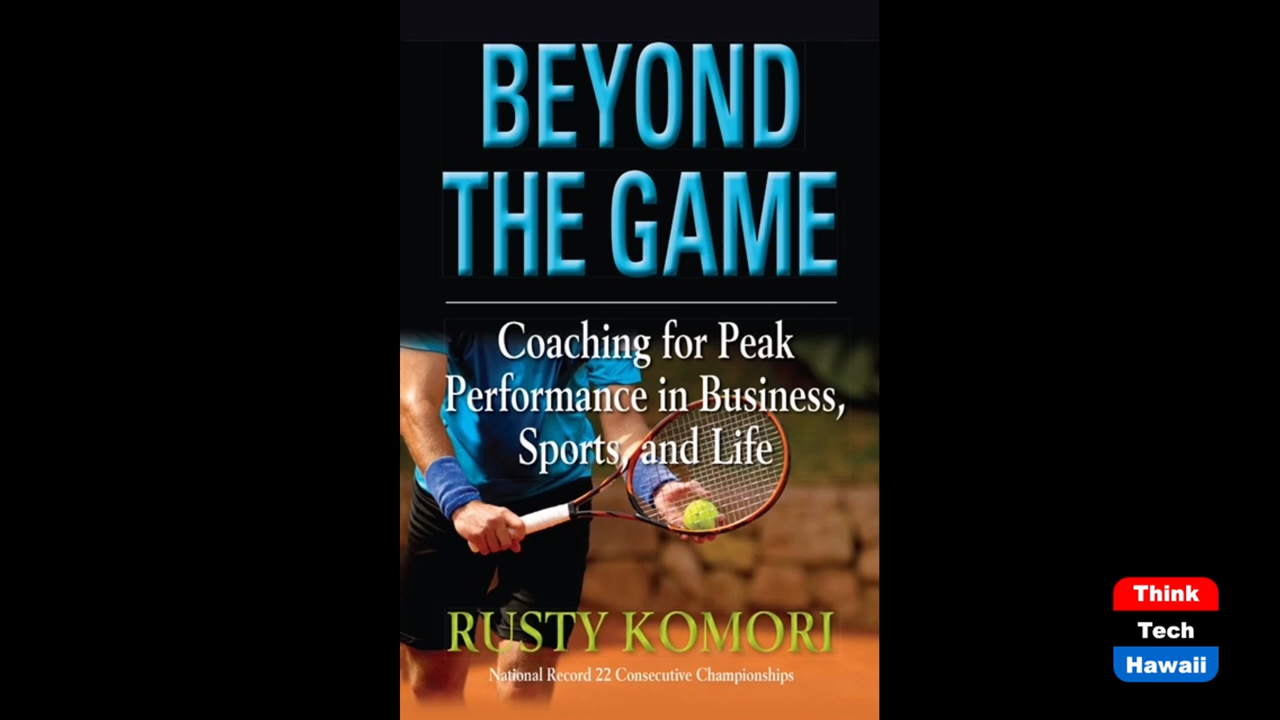 BEYOND
THE GAME
Coaching for Peak
Performance in Business,
Sports, and Life
RUSTY KOMORI
National Record 22 Consecutive Championships
Think
Tech
Hawaii